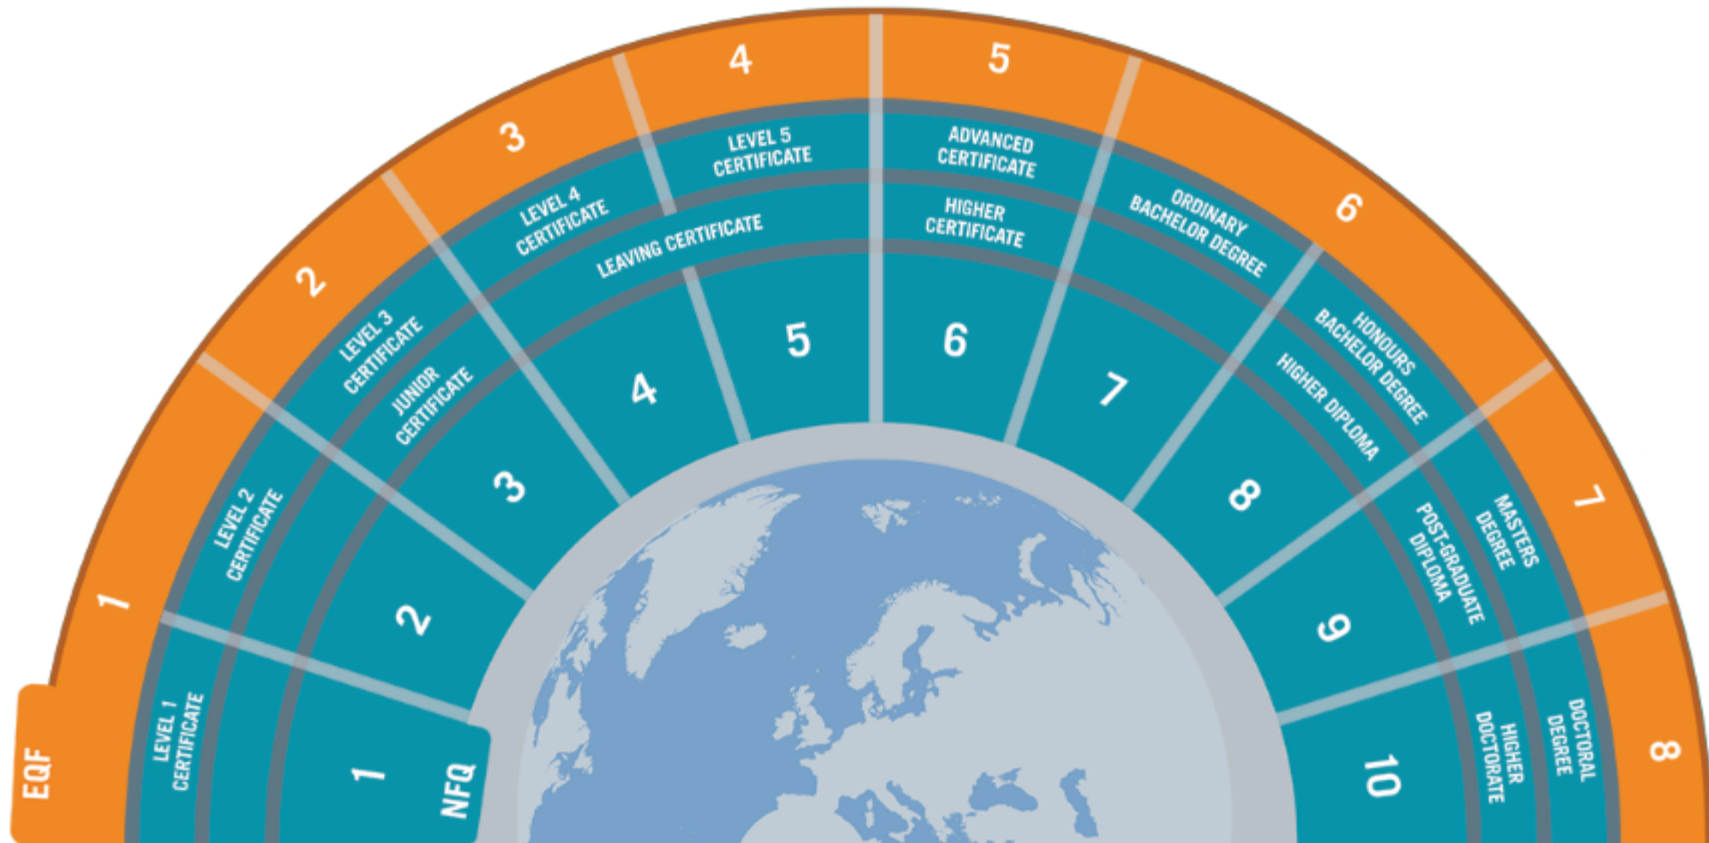 EQF
1
2
3
4
5
6
7
8
LEVEL 1
CERTIFICATE
LEVEL 2
CERTIFICATE
LEVEL 3
CERTIFICATE
LEVEL 4
CERTIFICATE
LEVEL 5
CERTIFICATE
ADVANCED
CERTIFICATE
ORDINARY
BACHELOR DEGREE
HONOURS
BACHELOR DEGREE
MASTERS
DEGREE
DOCTORAL
DEGREE
JUNIOR
CERTIFICATE
LEAVING CERTIFICATE
HIGHER
CERTIFICATE
HIGHER DIPLOMA
POST-GRADUATE
DIPLOMA
HIGHER
DOCTORATE
NFQ
1
2
3
4
5
6
7
8
9
10